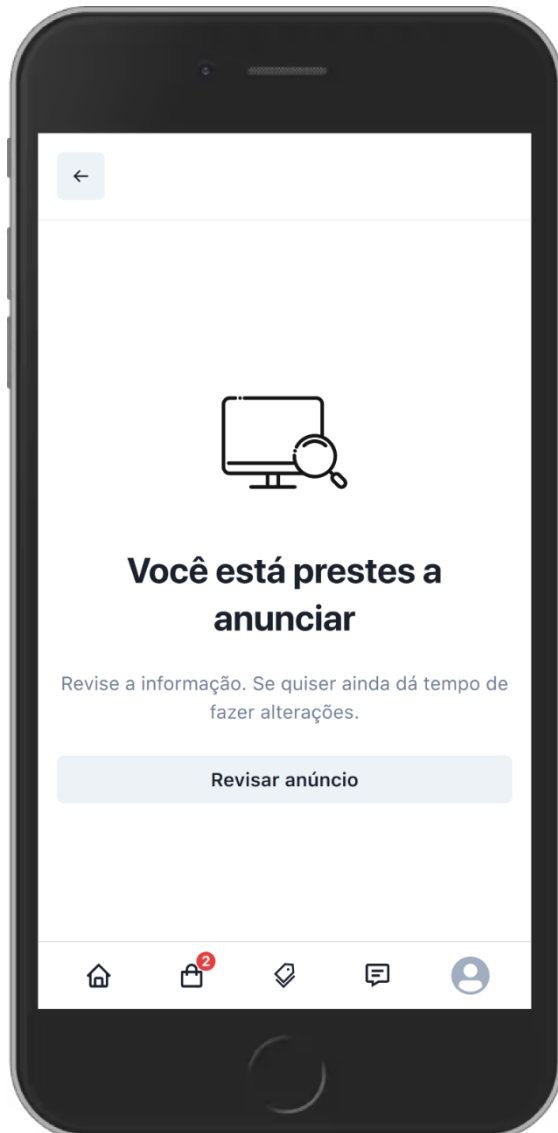 Você está prestes a
anunciar
Revise a informação. Se quiser ainda dá tempo de
fazer alterações.
Revisar anúncio
2